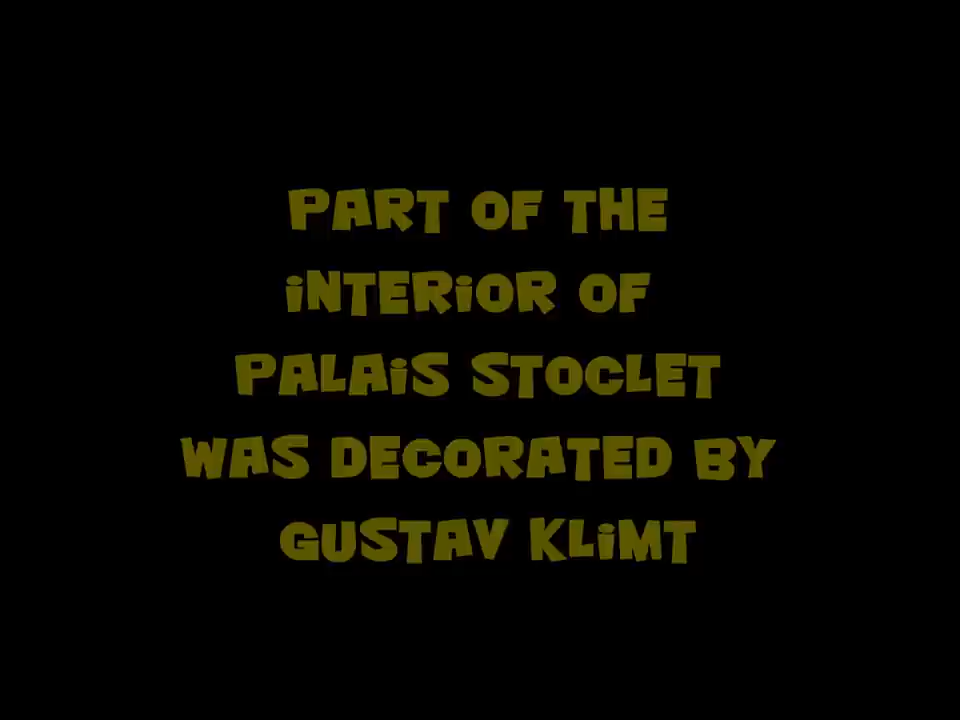 PART OF THE
iNTERiOR OF
PALAiS STOCLET
WAS DECORATED BY
GUSTAV KLiMT